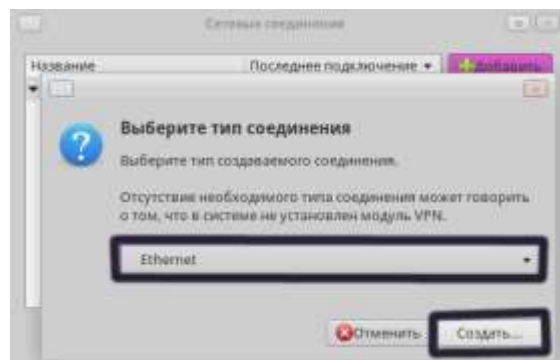 Сетевые соединения
Название Последнее подключение Добавить
Выберите тип соединения
Выберите тип создаваемого соединения.
Отсутствие необходимого типа соединения может говорить
о том, что в системе не установлен модуль VPN.
Ethernet
Отменить Создать...